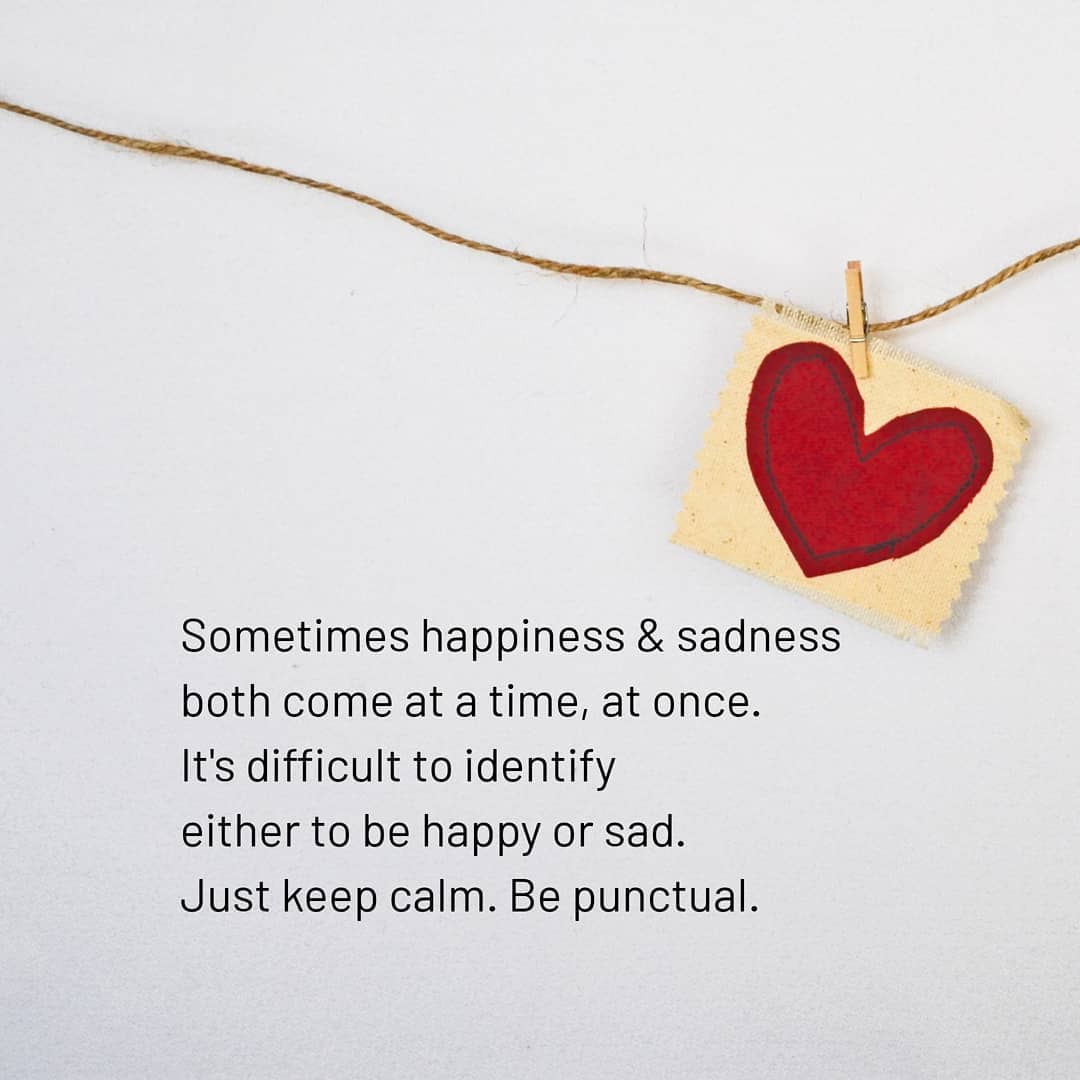 Sometimes happiness & sadness
both come at a time, at once.
It's difficult to identify
either to be happy or sad.
Just keep calm. Be punctual.